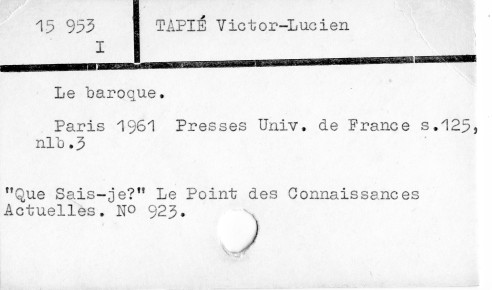 15 953 TAPIÉ Victor-Lucien
I
Le baroque.
Paris 1961 Presses Univ. de France s.125,
nlb.3
"Que Sais-je?" Le Point des Connaissances
Actuelles. Nº 923.